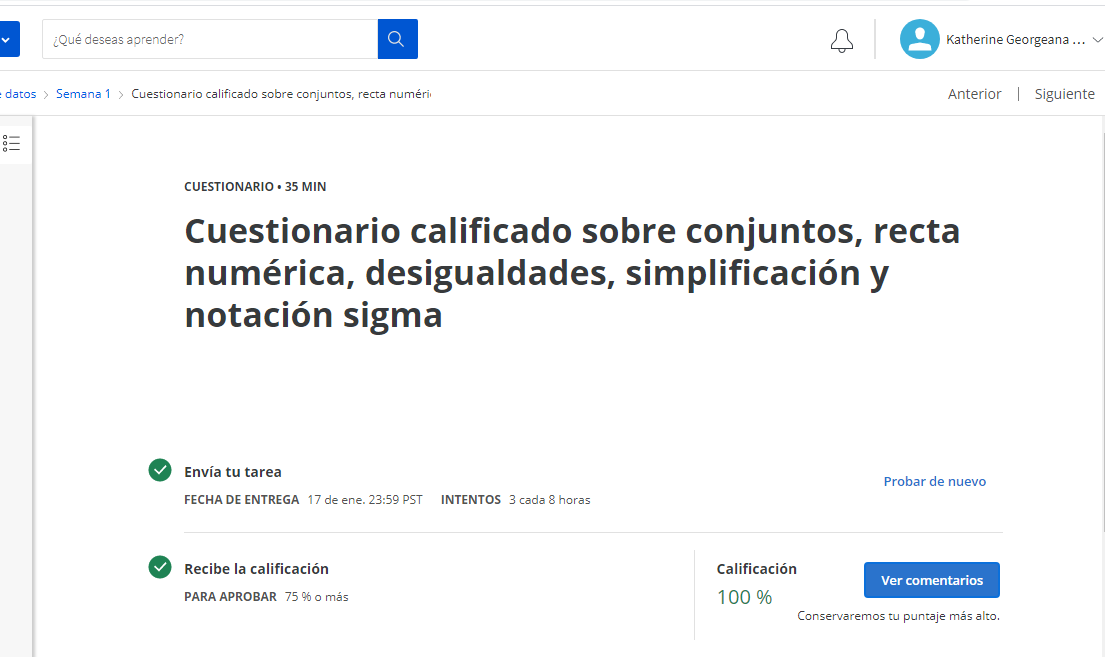 ¿Qué deseas aprender?
Katherine Georgeana ...
datos > Semana 1 > Cuestionario calificado sobre conjuntos, recta
Anterior | Siguiente
CUESTIONARIO • 35 MIN
Cuestionario calificado sobre conjuntos, recta
numérica, desigualdades, simplificación y
notación sigma
Envía tu tarea
FECHA DE ENTREGA 17 de ene. 23:59 PST INTENTOS 3 cada 8 horas
Probar de nuevo
Recibe la calificación
PARA APROBAR 75 % o más
Calificación
100 %
Ver comentarios
Conservaremos tu puntaje más alto.